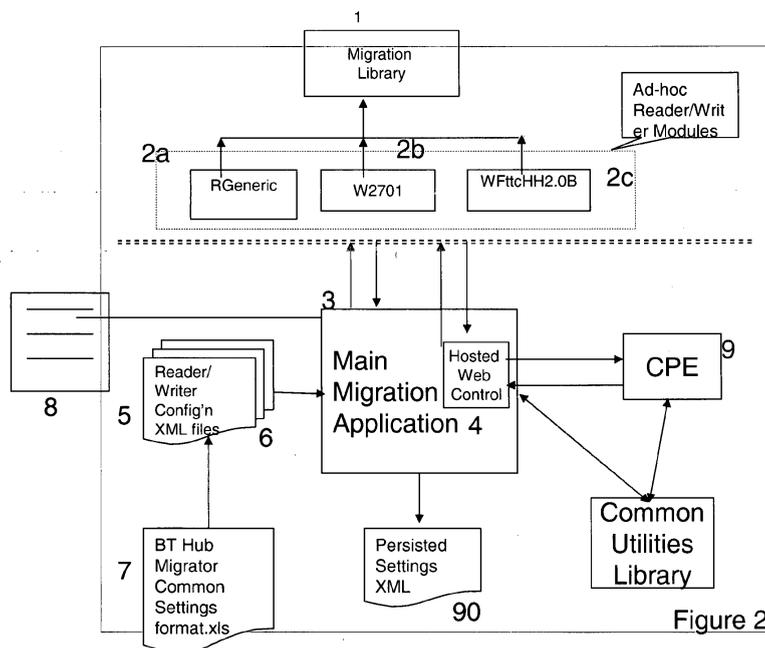 1
Migration
Library
Ad-hoc
Reader/Writ
er Modules
2a
2b
2c
RGeneric
W2701
WFttcHH2.0B
3
Main
Migration
Application
Hosted
Web
Control
4
CPE
9
8
Reader/
Writer
Config'n
XML files
5
6
7
BT Hub
Migrator
Common
Settings
format.xls
Persisted
Settings
XML
90
Common
Utilities
Library
Figure 2